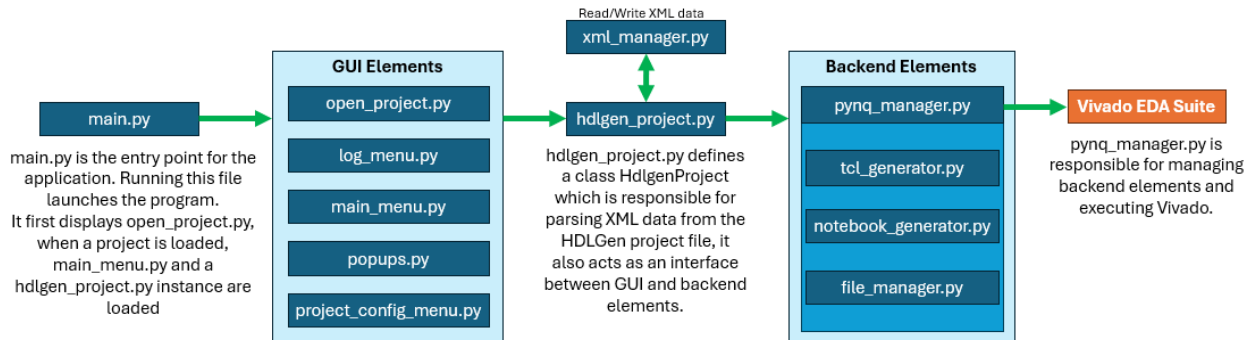 Read/Write XML data
xml_manager.py
GUI Elements
open_project.py
log_menu.py
main_menu.py
popups.py
project_config_menu.py
Backend Elements
pynq_manager.py
tcl_generator.py
notebook_generator.py
file_manager.py
main.py
main.py is the entry point for the
application. Running this file
launches the program.
It first displays open_project.py,
when a project is loaded,
main_menu.py and a
hdlgen_project.py instance are
loaded
hdlgen_project.py
hdlgen_project.py defines
a class HdlgenProject
which is responsible for
parsing XML data from the
HDLGen project file, it
also acts as an interface
between GUI and backend
elements.
Vivado EDA Suite
pynq_manager.py is
responsible for managing
backend elements and
executing Vivado.